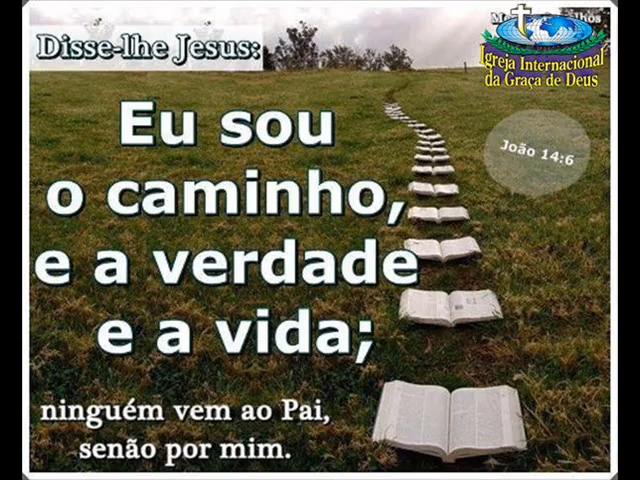 Disse-lhe Jesus:
Igreja Internacional
da Graça de Deus
João 14:6
Eu sou
o caminho,
e a verdade
e a vida;
ninguém vem ao Pai,
senão por mim.